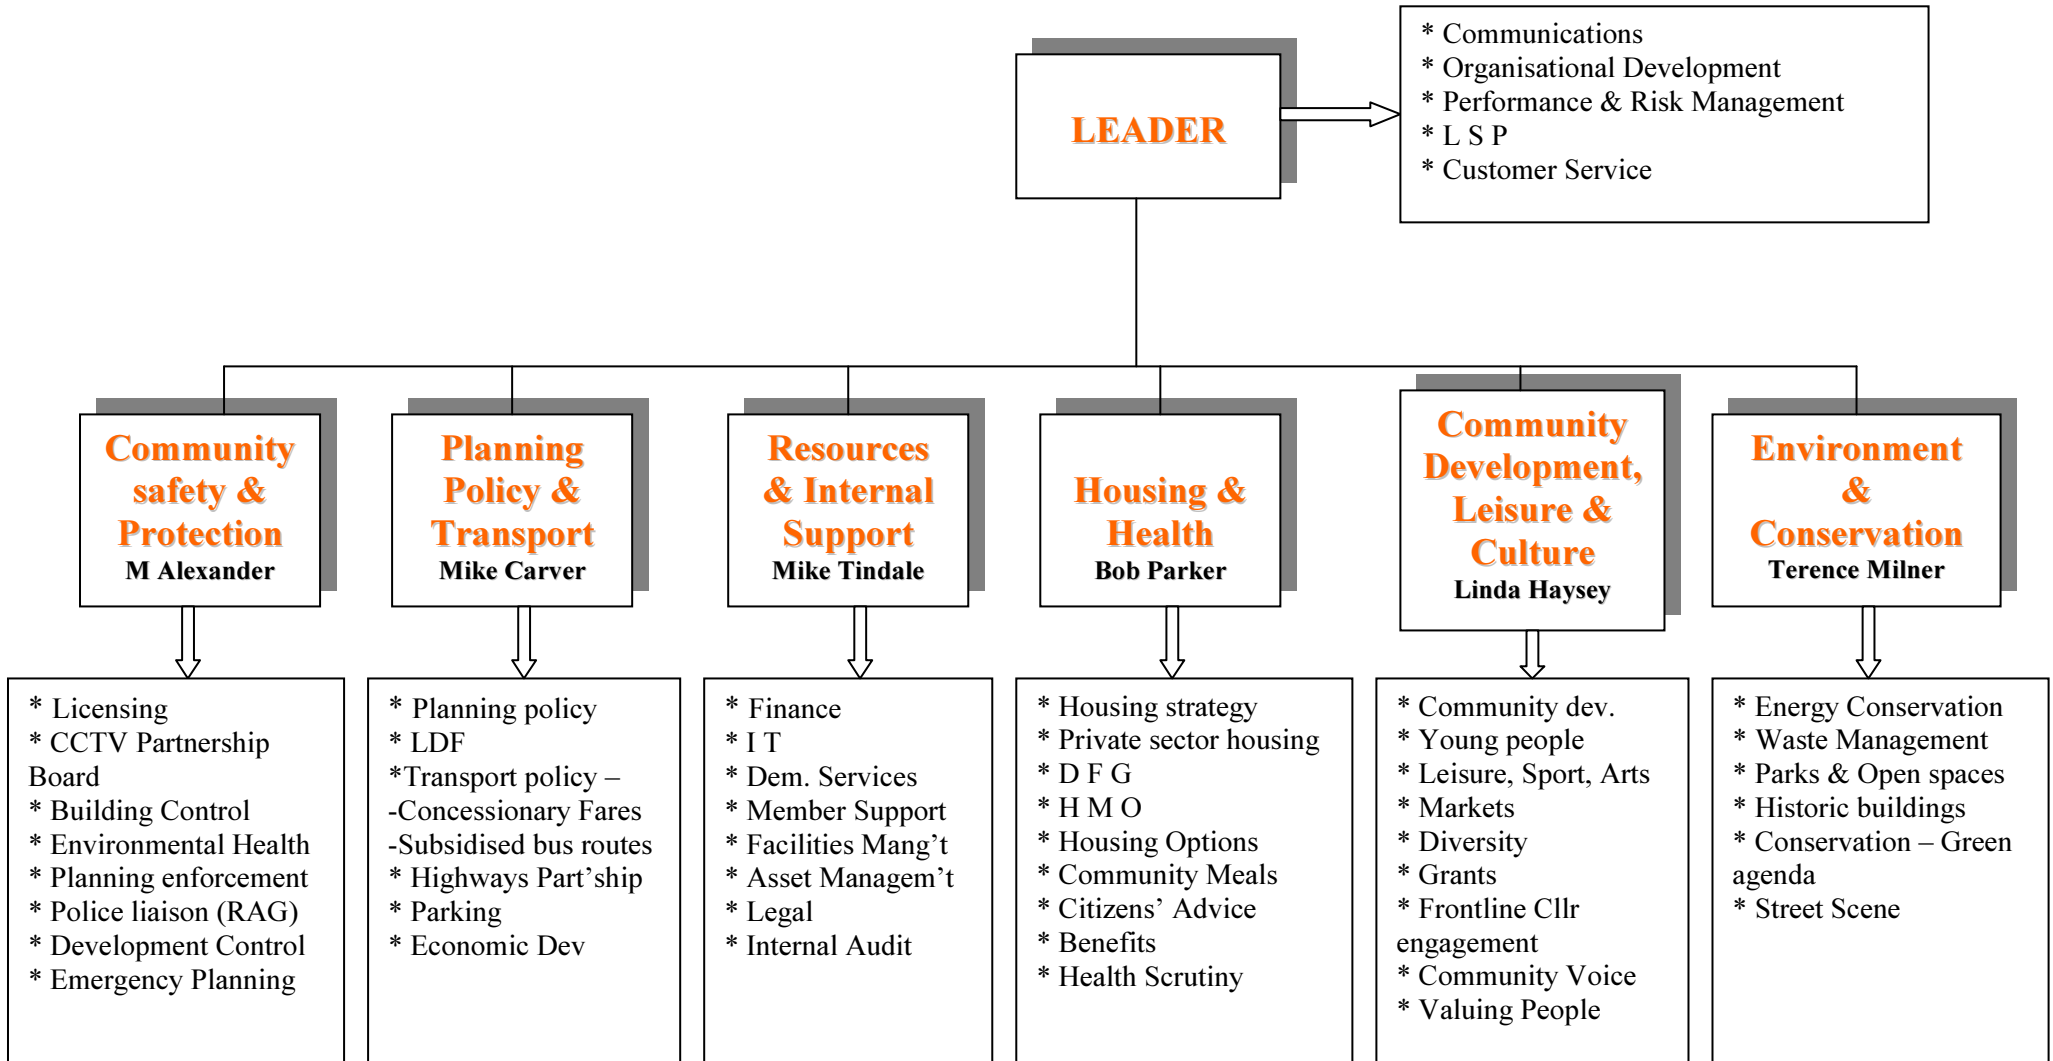 * Communications
* Organisational Development
* Performance & Risk Management
* L S P
* Customer Service
LEADER
Community
safety &
Protection
M Alexander
Planning
Policy &
Transport
Mike Carver
Resources
& Internal
Support
Mike Tindale
Housing &
Health
Bob Parker
Community
Development,
Leisure &
Culture
Linda Haysey
Environment
&
Conservation
Terence Milner
* Licensing
* CCTV Partnership
Board
* Building Control
* Environmental Health
* Planning enforcement
* Police liaison (RAG)
* Development Control
* Emergency Planning
* Planning policy
* LDF
*Transport policy –
-Concessionary Fares
-Subsidised bus routes
* Highways Part’ship
* Parking
* Economic Dev
* Finance
* I T
* Dem. Services
* Member Support
* Facilities Mang’t
* Asset Managem’t
* Legal
* Internal Audit
* Housing strategy
* Private sector housing
* D F G
* H M O
* Housing Options
* Community Meals
* Citizens’ Advice
* Benefits
* Health Scrutiny
* Community dev.
* Young people
* Leisure, Sport, Arts
* Markets
* Diversity
* Grants
* Frontline Cllr
engagement
* Community Voice
* Valuing People
* Energy Conservation
* Waste Management
* Parks & Open spaces
* Historic buildings
* Conservation – Green
agenda
* Street Scene